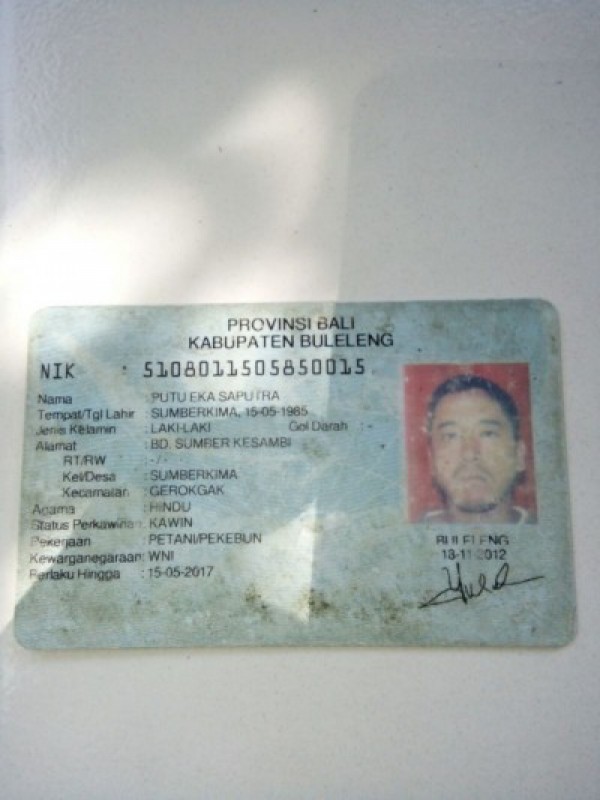 PROVINSI BALI
KABUPATEN BULELENG
NIK : 5108011505850015
Nama : PUTU EKA SAPUTRA
Tempat/Tgl Lahir : SUMBERKIMA, 15-05-1985
Jenis Kelamin : LAKI-LAKI Gol Darah :
Alamat : BD. SUMBER KESAMBI
RT/RW : -/-
Kel/Desa : SUMBERKIMA
Kecamatan : GEROKGAK
Agama : HINDU
Status Perkawinan : KAWIN
Pekerjaan : PETANI/PEKEBUN
Kewarganegaraan: WNI
Berlaku Hingga : 15-05-2017
BULELENG
13-11-2012